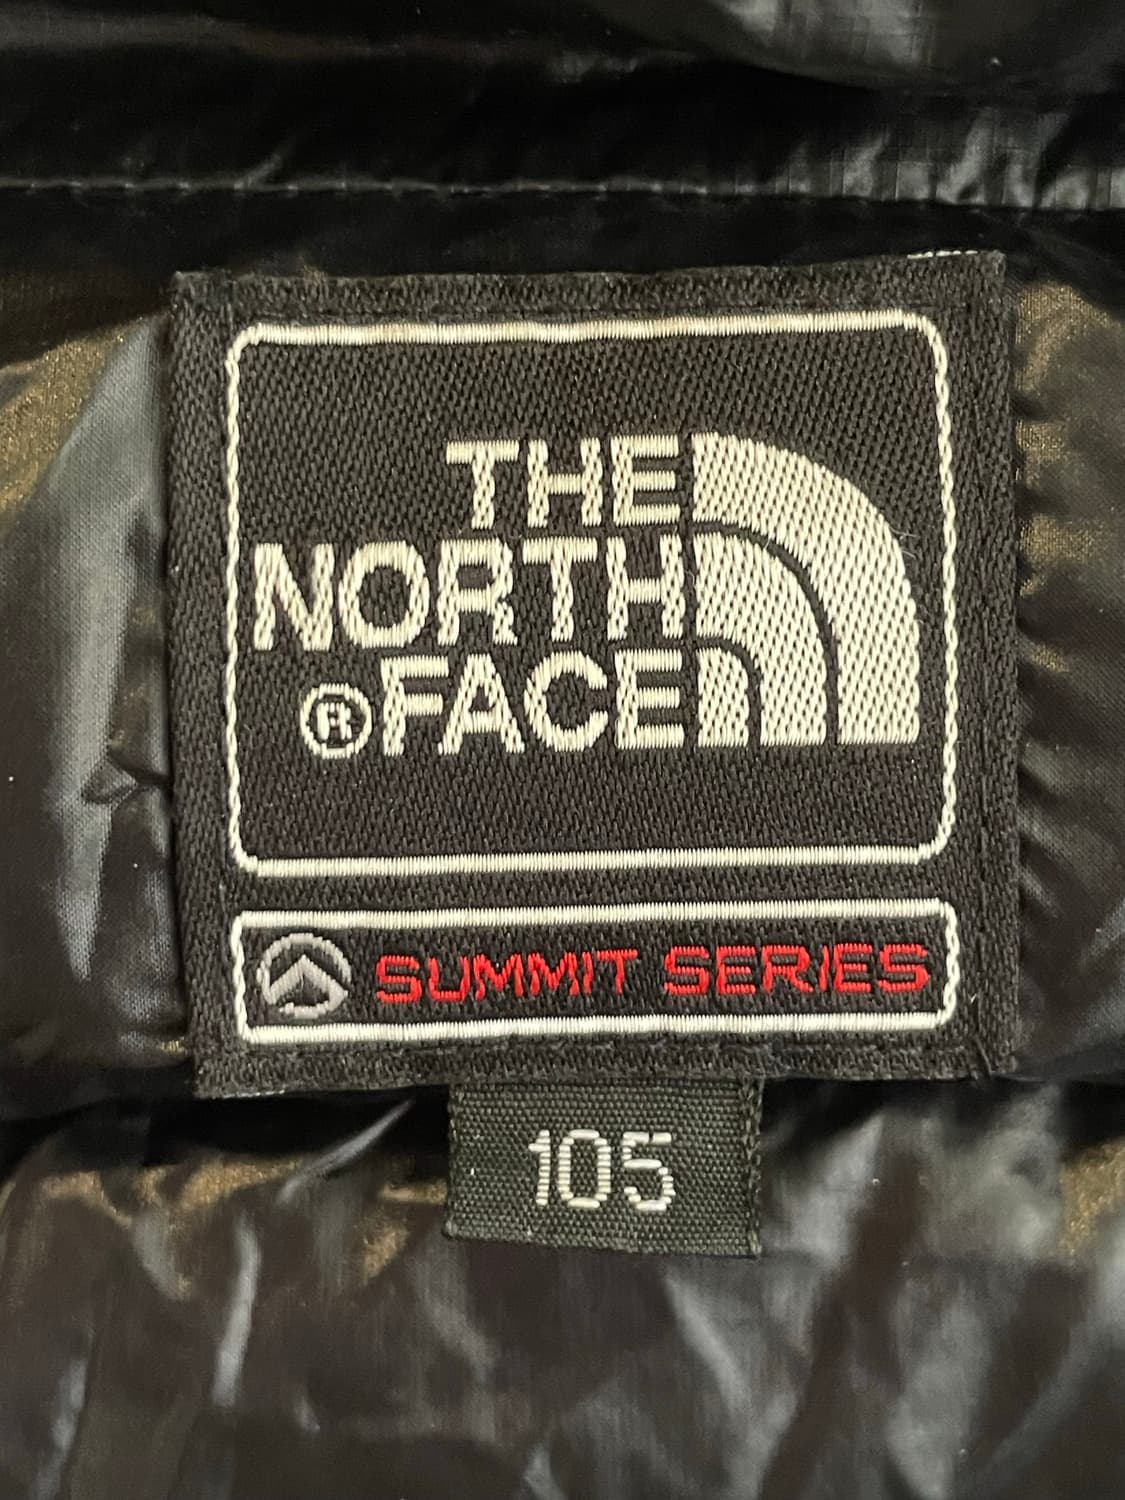 THE
NORTH
® FACE
SUMMIT SERIES
105